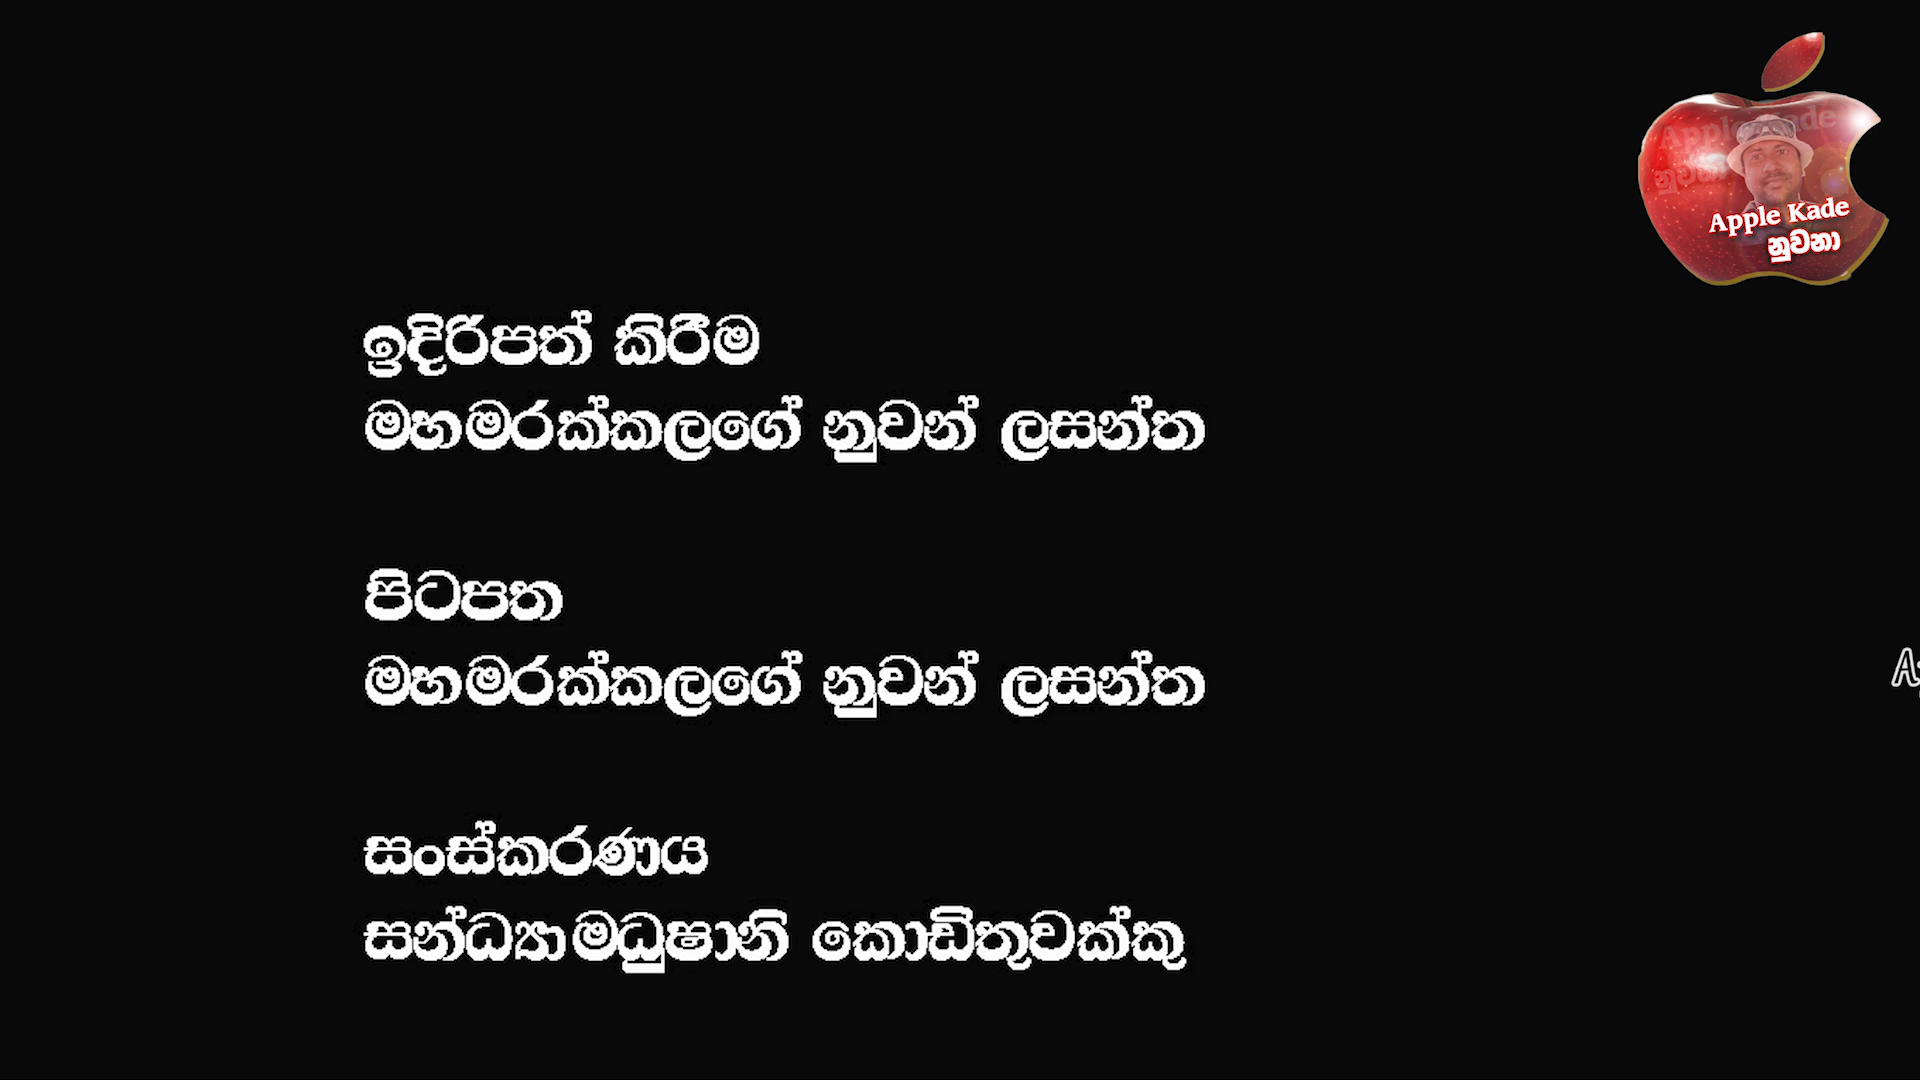 Apple Kade
නුවනා
ඉදිරිපත් කිරීම
මහමරක්කලගේ නුවන් ලසන්ත
පිටපත
මහමරක්කලගේ නුවන් ලසන්ත
සංස්කරණය
සන්ධ්‍යාමධුෂානි කොඩිතුවක්කු